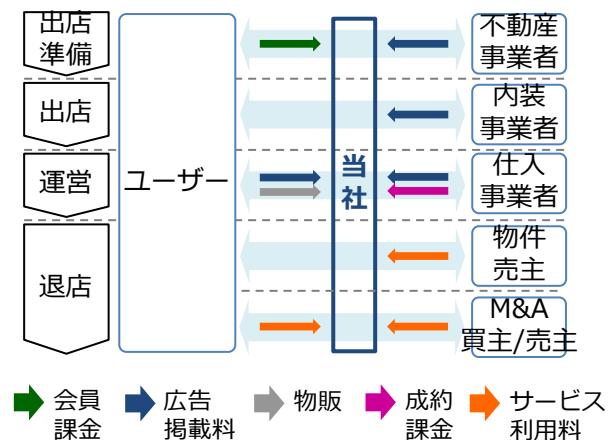 出店
準備
不動産
事業者
出店
内装
事業者
運営
ユーザー
当
社
仕入
事業者
退店
物件
売主
M&A
買主/売主
会員
課金
広告
掲載料
物販
成約
課金
サービス
利用料